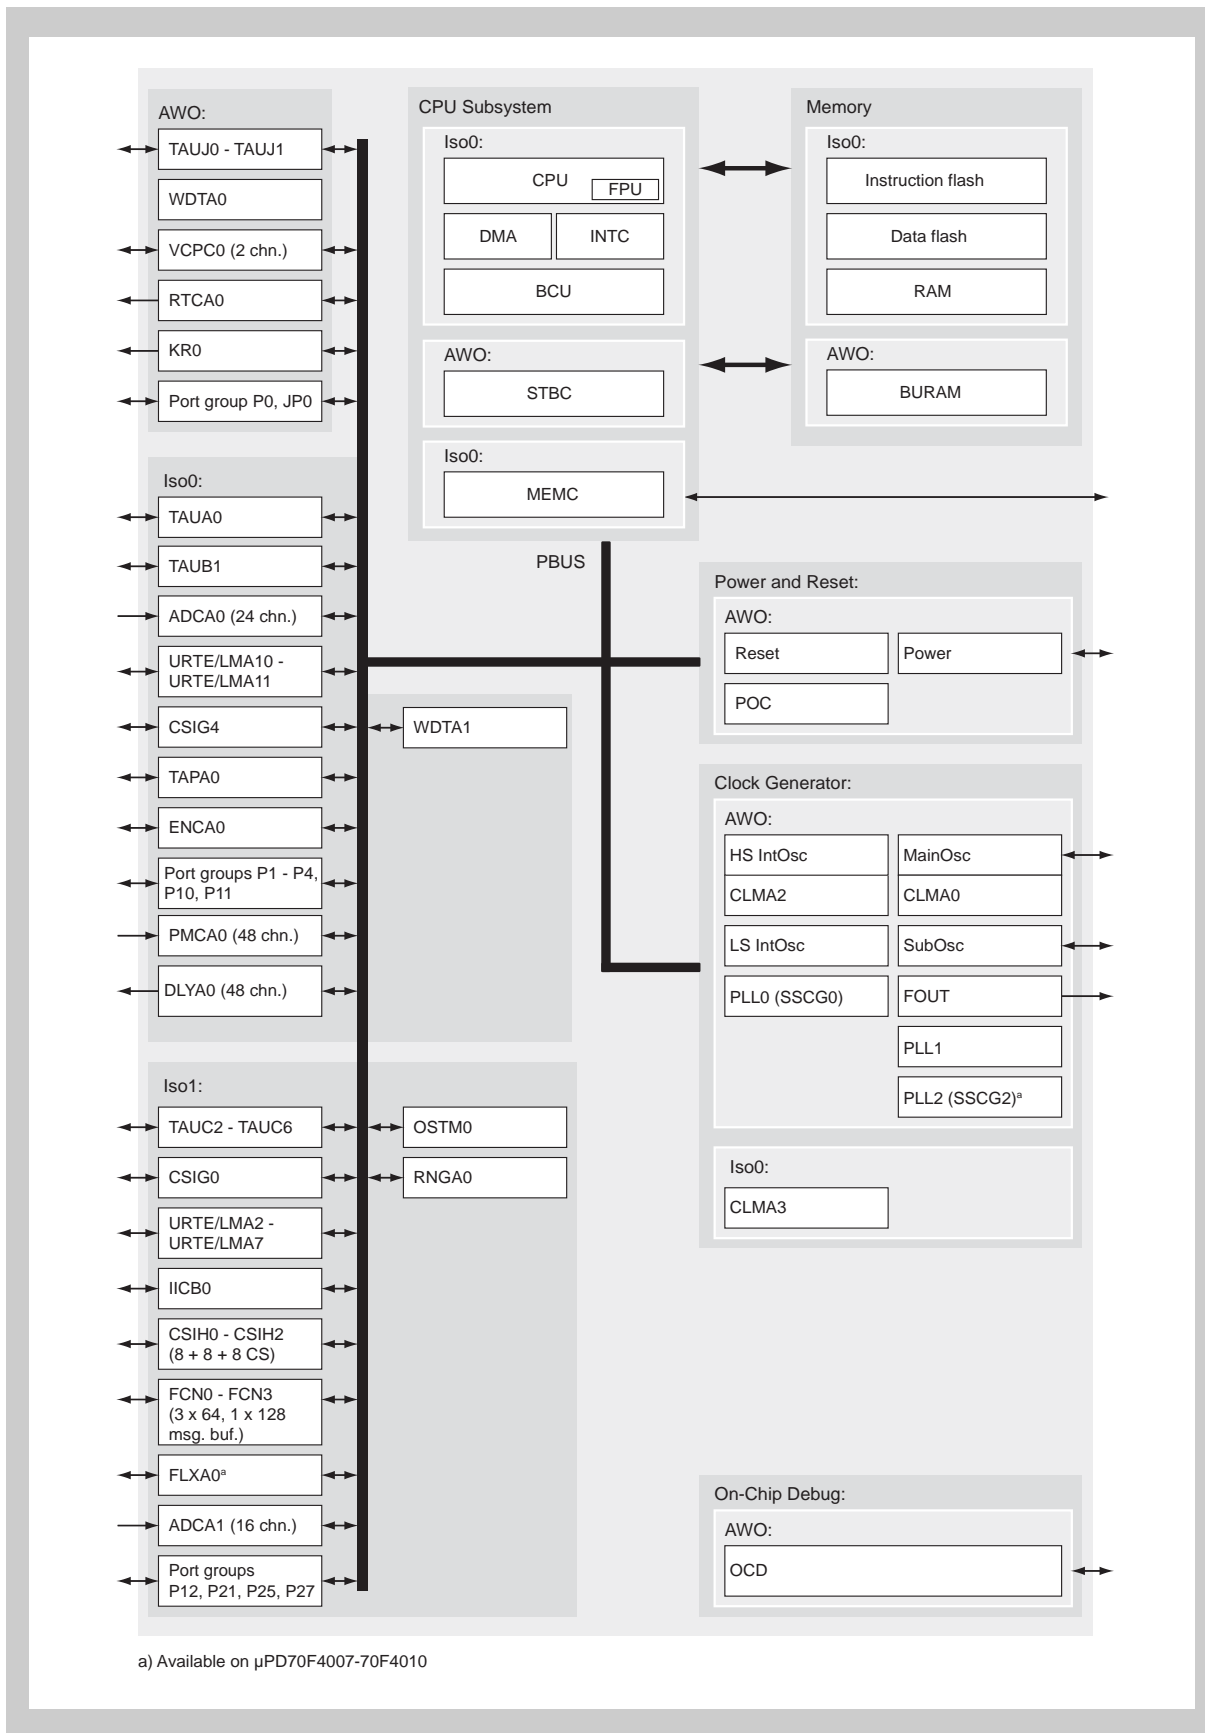 AWO:
TAUJ0 - TAUJ1
WDTA0
VCPC0 (2 chn.)
RTCA0
KR0
Port group P0, JP0
Iso0:
TAUA0
TAUB1
ADCA0 (24 chn.)
URTE/LMA10 -
URTE/LMA11
CSIG4
TAPA0
ENCA0
Port groups P1 - P4,
P10, P11
PMCA0 (48 chn.)
DLYA0 (48 chn.)
WDTA1
Iso1:
TAUC2 - TAUC6
CSIG0
URTE/LMA2 -
URTE/LMA7
IICB0
CSIH0 - CSIH2
(8 + 8 + 8 CS)
FCN0 - FCN3
(3 x 64, 1 x 128
msg. buf.)
FLXA0ᵃ
ADCA1 (16 chn.)
Port groups
P12, P21, P25, P27
OSTM0
RNGA0
CPU Subsystem
Iso0:
CPU
FPU
DMA
INTC
BCU
AWO:
STBC
Iso0:
MEMC
PBUS
Memory
Iso0:
Instruction flash
Data flash
RAM
AWO:
BURAM
Power and Reset:
AWO:
Reset
Power
POC
Clock Generator:
AWO:
HS IntOsc
MainOsc
CLMA2
CLMA0
LS IntOsc
SubOsc
PLL0 (SSCG0)
FOUT
PLL1
PLL2 (SSCG2)ᵃ
Iso0:
CLMA3
On-Chip Debug:
AWO:
OCD
a) Available on µPD70F4007-70F4010